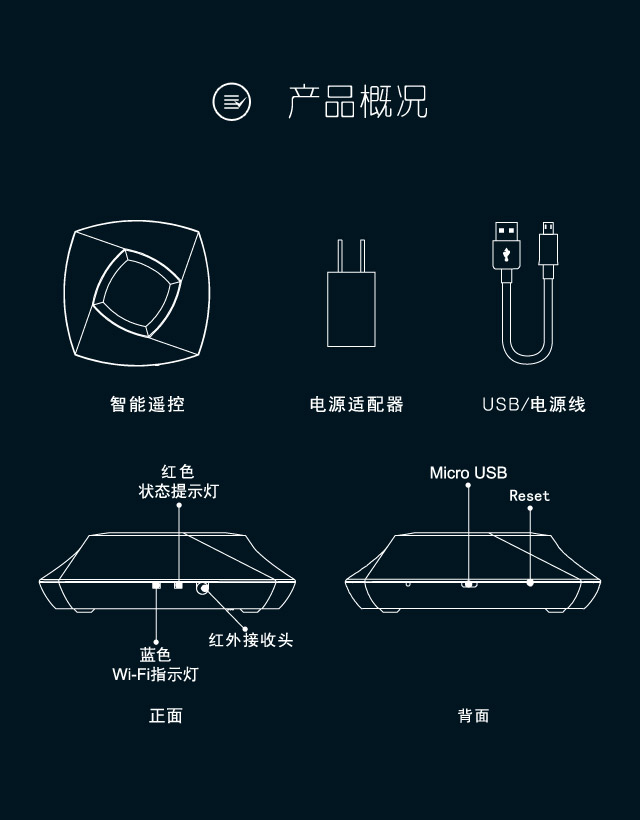 产品概况
智能遥控
电源适配器
USB/电源线
红色
状态提示灯
Micro USB
Reset
红外接收头
蓝色
Wi-Fi指示灯
正面
背面